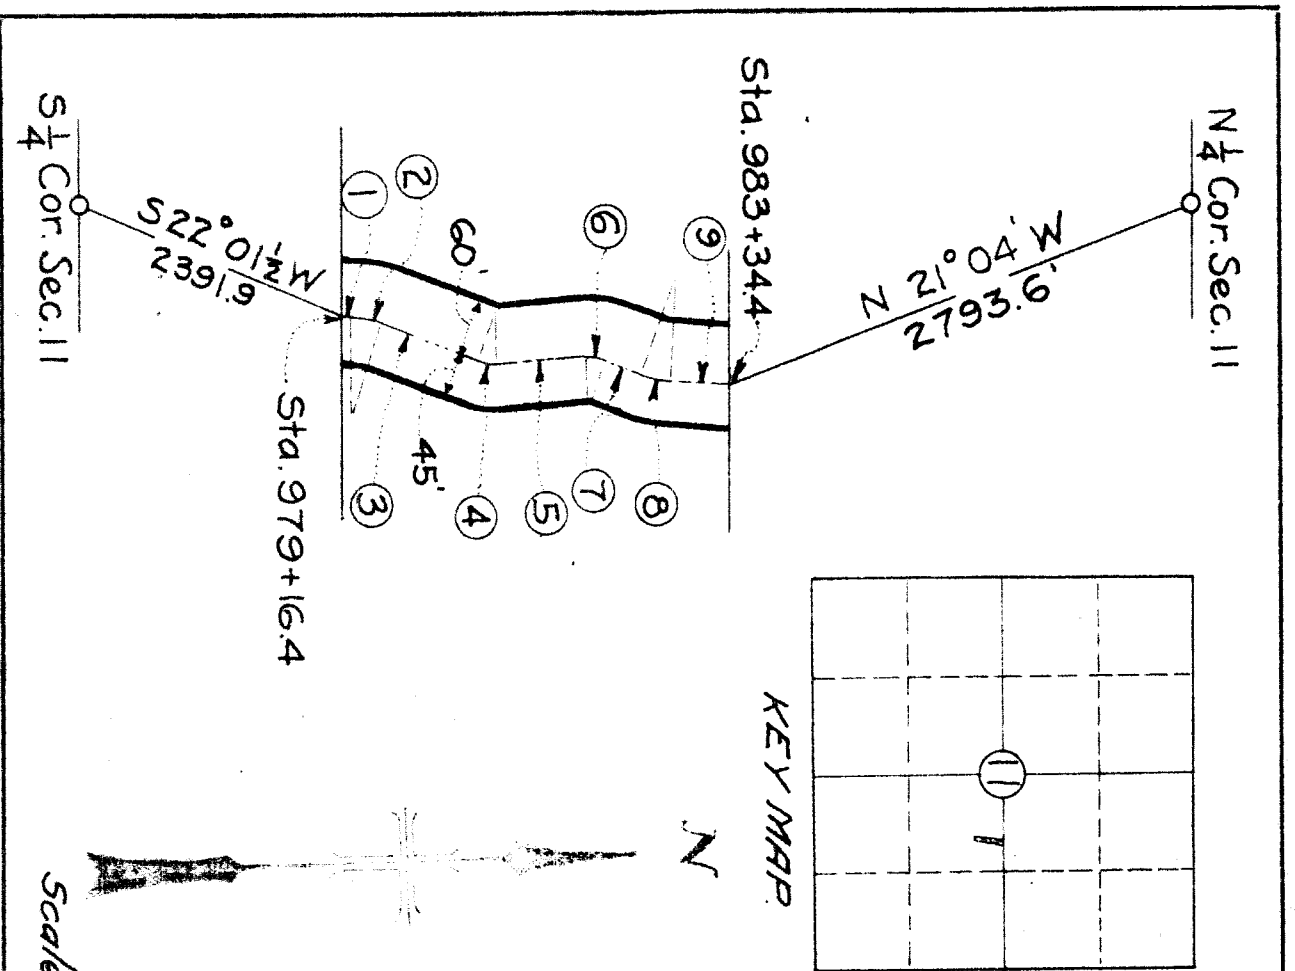 N 1/4 Cor. Sec. 11
N 21° 04' W
2793.6'
Sta. 983+34.4
S 22° 01 1/2 W
2391.9
S 1/4 Cor. Sec. 11
Sta. 979+16.4
1
2
3
4
5
6
7
8
9
60'
45'
11
KEY MAP
N
Scale